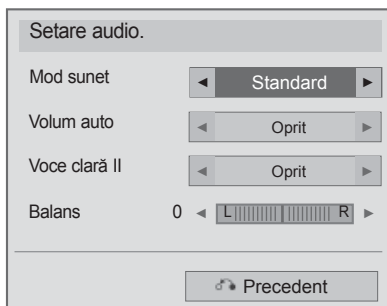 Setare audio.
Mod sunet ◄ Standard ►
Volum auto ◄ Oprit ►
Voce clară II ◄ Oprit ►
Balans 0 ◄ L R ►
Precedent